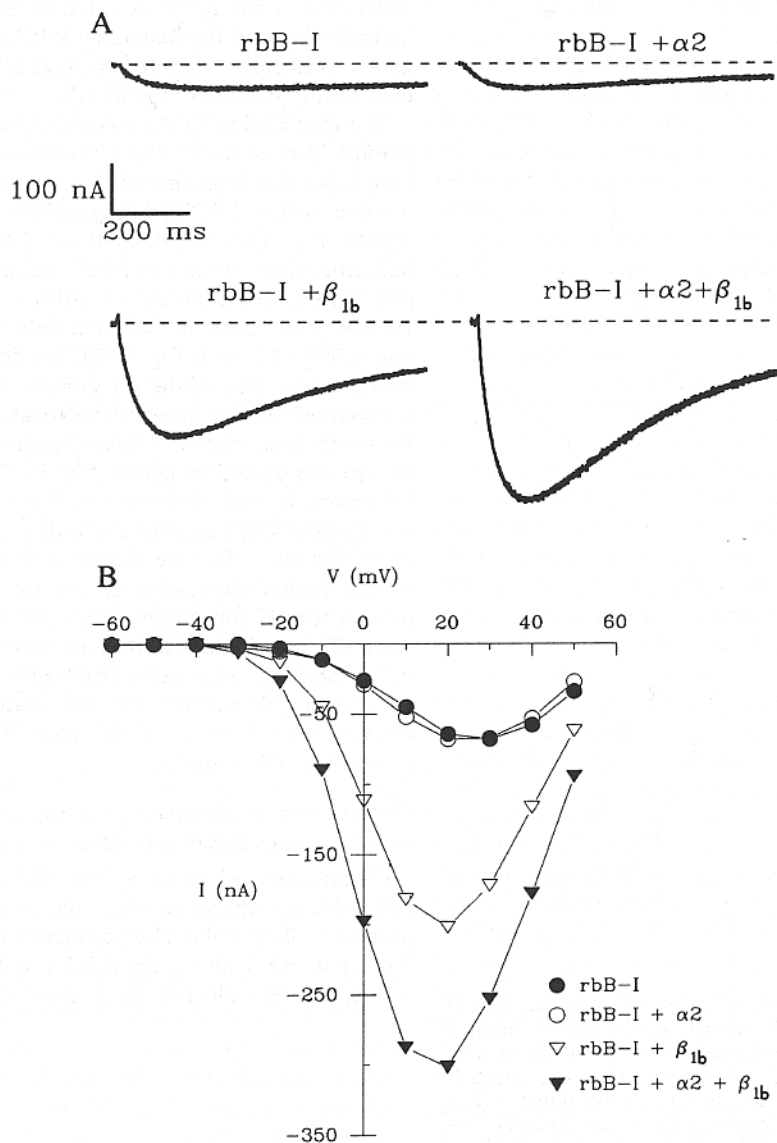 A
rbB-I
rbB-I +α2
100 nA
200 ms
rbB-I +β1b
rbB-I +α2+β1b
B
V (mV)
−60 −40 −20 0 20 40 60
−50
−150
I (nA)
−250
−350
rbB-I
rbB-I + α2
rbB-I + β1b
rbB-I + α2 + β1b